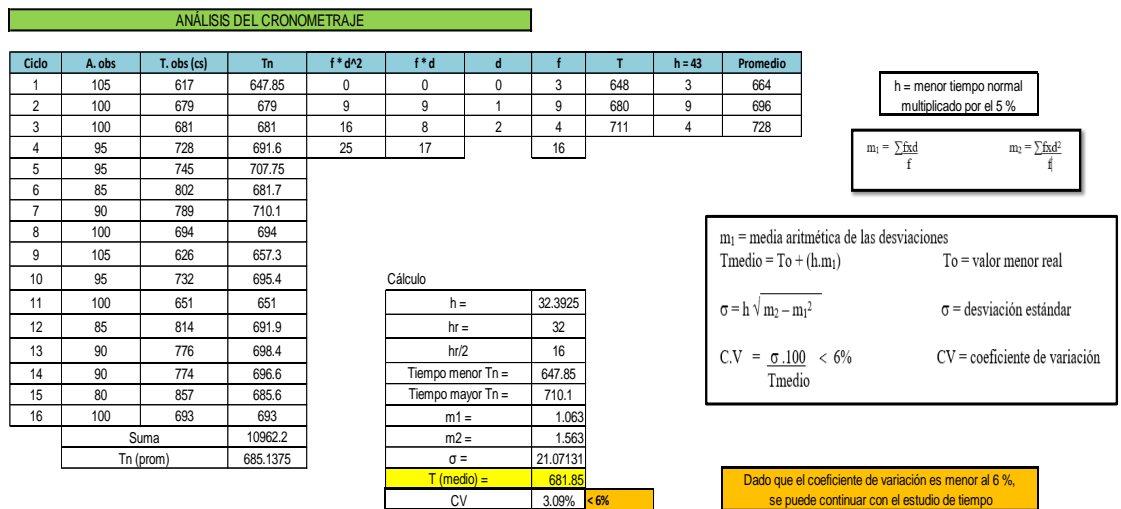 ANÁLISIS DEL CRONOMETRAJE
Ciclo A. obs T. obs (cs) Tn f * d^2 f * d d f T h = 43 Promedio
1 105 617 647.85 0 0 0 3 648 3 664
2 100 679 679 9 9 1 9 680 9 696
3 100 681 681 16 8 2 4 711 4 728
4 95 728 691.6 25 17 16
5 95 745 707.75
6 85 802 681.7
7 90 789 710.1
8 100 694 694
9 105 626 657.3
10 95 732 695.4
11 100 651 651
12 85 814 691.9
13 90 776 698.4
14 90 774 696.6
15 80 857 685.6
16 100 693 693
Suma 10962.2
Tn (prom) 685.1375
Cálculo
h = 32.3925
hr = 32
hr/2 16
Tiempo menor Tn = 647.85
Tiempo mayor Tn = 710.1
m1 = 1.063
m2 = 1.563
σ = 21.07131
T (medio) = 681.85
CV 3.09% < 6%
h = menor tiempo normal
multiplicado por el 5 %
m₁ = ∑fxd m₂ = ∑fxd²
f f
m₁ = media aritmética de las desviaciones
Tmedio = To + (h.m₁) To = valor menor real
σ = h √ m₂ – m₁² σ = desviación estándar
C.V = σ .100 < 6% CV = coeficiente de variación
Tmedio
Dado que el coeficiente de variación es menor al 6 %,
se puede continuar con el estudio de tiempo